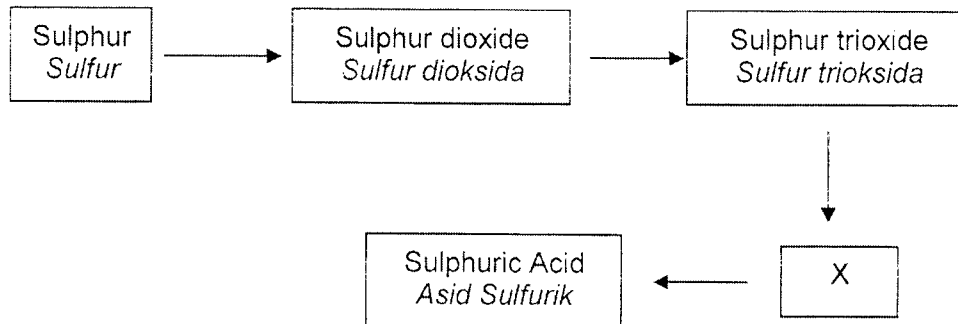 Sulphur
Sulfur
Sulphur dioxide
Sulfur dioksida
Sulphur trioxide
Sulfur trioksida
X
Sulphuric Acid
Asid Sulfurik